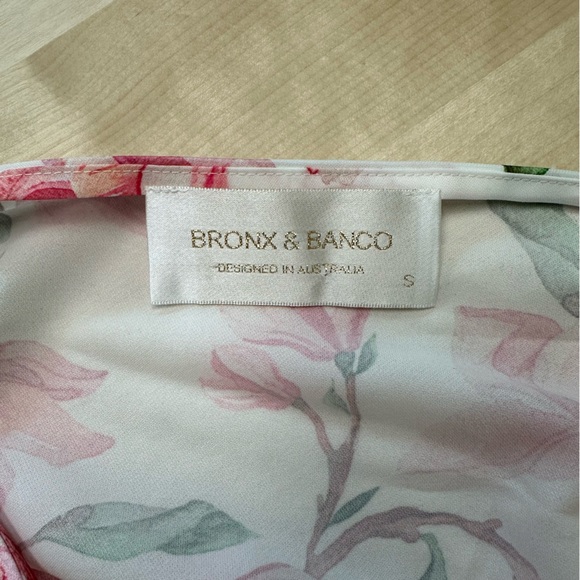 BRONX & BANCO
DESIGNED IN AUSTRALIA
S